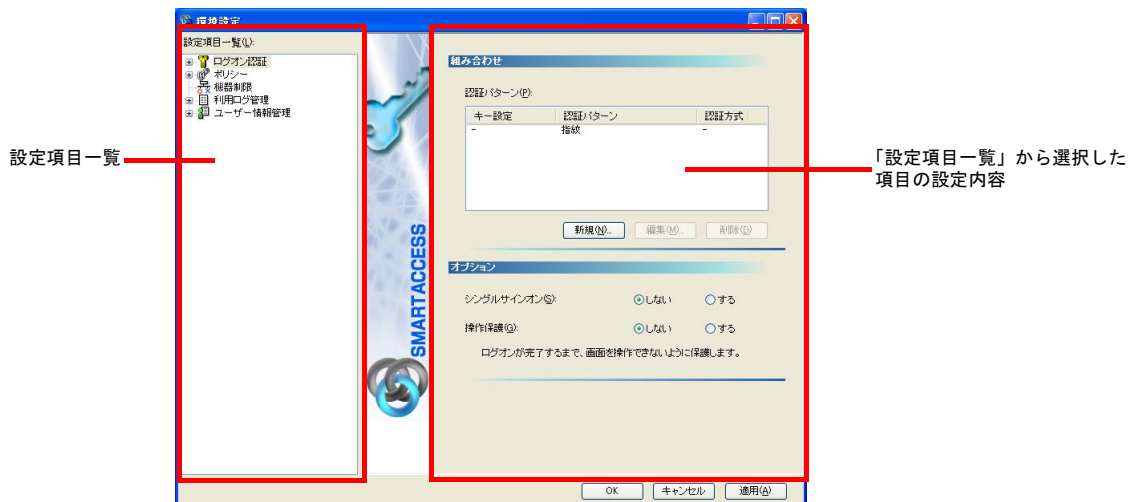 環境設定
設定項目一覧(L):
ログオン認証
ポリシー
機器制限
利用ログ管理
ユーザー情報管理
設定項目一覧
SMARTACCESS
組み合わせ
認証パターン(P):
キー設定 認証パターン 認証方式
- 指紋 -
新規(N)... 編集(M)... 削除(D)
オプション
シングルサインオン(S): しない する
操作保護(G): しない する
ログオンが完了するまで、画面を操作できないように保護します。
「設定項目一覧」から選択した
項目の設定内容
OK キャンセル 適用(A)